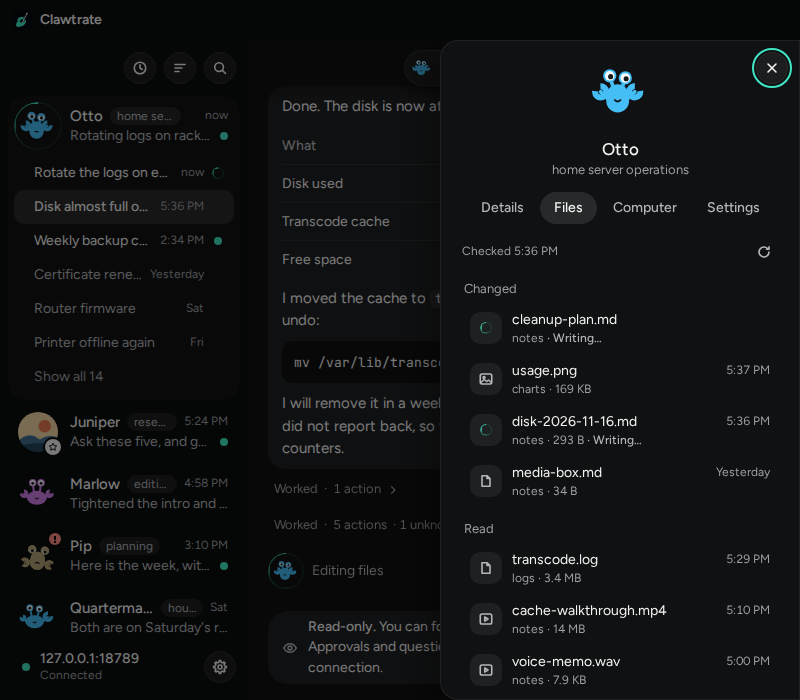 Clawtrate
Otto home se... now
Rotating logs on rack...
Rotate the logs on e... now
Disk almost full o... 5:36 PM
Weekly backup c... 2:34 PM
Certificate rene... Yesterday
Router firmware Sat
Printer offline again Fri
Show all 14
Juniper rese... 5:24 PM
Ask these five, and g...
Marlow editi... 4:58 PM
Tightened the intro and ...
Pip planning 3:10 PM
Here is the week, wit...
Quarterma... hou... Sat
Both are on Saturday's r...
127.0.0.1:18789
Connected
Done. The disk is now at
What
Disk used
Transcode cache
Free space
I moved the cache to
undo:
mv /var/lib/transc
I will remove it in a wee
did not report back, so
counters.
Worked · 1 action
Worked · 5 actions · 1 unkn
Editing files
Read-only. You can f
Approvals and questi
connection.
Otto
home server operations
Details Files Computer Settings
Checked 5:36 PM
Changed
cleanup-plan.md
notes · Writing...
usage.png 5:37 PM
charts · 169 KB
disk-2026-11-16.md 5:36 PM
notes · 293 B · Writing...
media-box.md Yesterday
notes · 34 B
Read
transcode.log 5:29 PM
logs · 3.4 MB
cache-walkthrough.mp4 5:10 PM
notes · 14 MB
voice-memo.wav 5:00 PM
notes · 7.9 KB